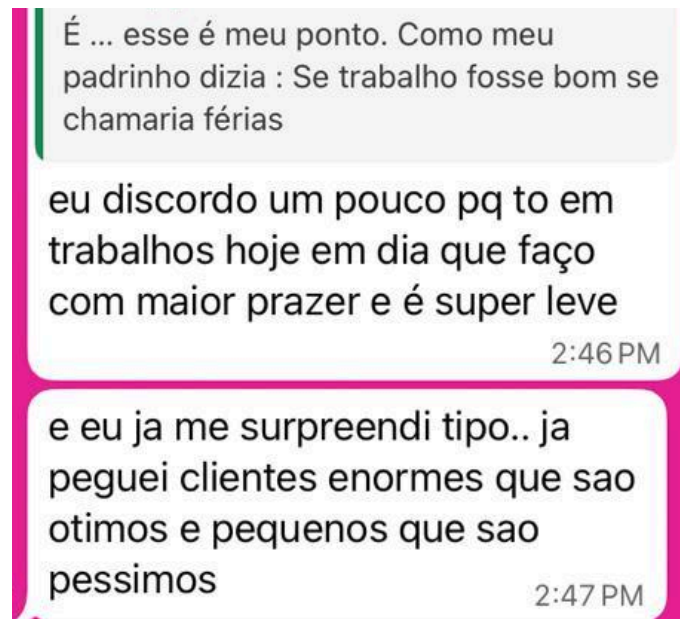 É ... esse é meu ponto. Como meu
padrinho dizia : Se trabalho fosse bom se
chamaria férias
eu discordo um pouco pq to em
trabalhos hoje em dia que faço
com maior prazer e é super leve
2:46 PM
e eu ja me surpreendi tipo.. ja
peguei clientes enormes que sao
otimos e pequenos que sao
pessimos
2:47 PM